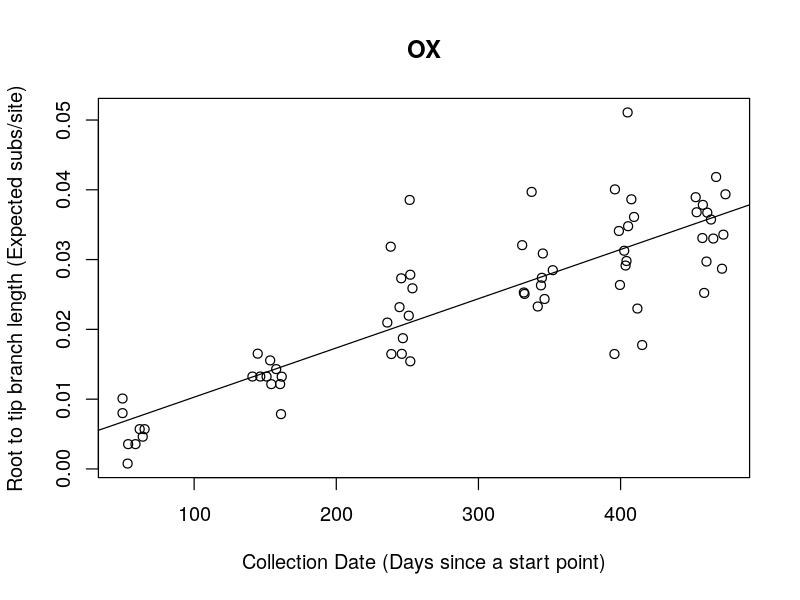 OX
Root to tip branch length (Expected subs/site)
0.05
0.04
0.03
0.02
0.01
0.00
100 200 300 400
Collection Date (Days since a start point)